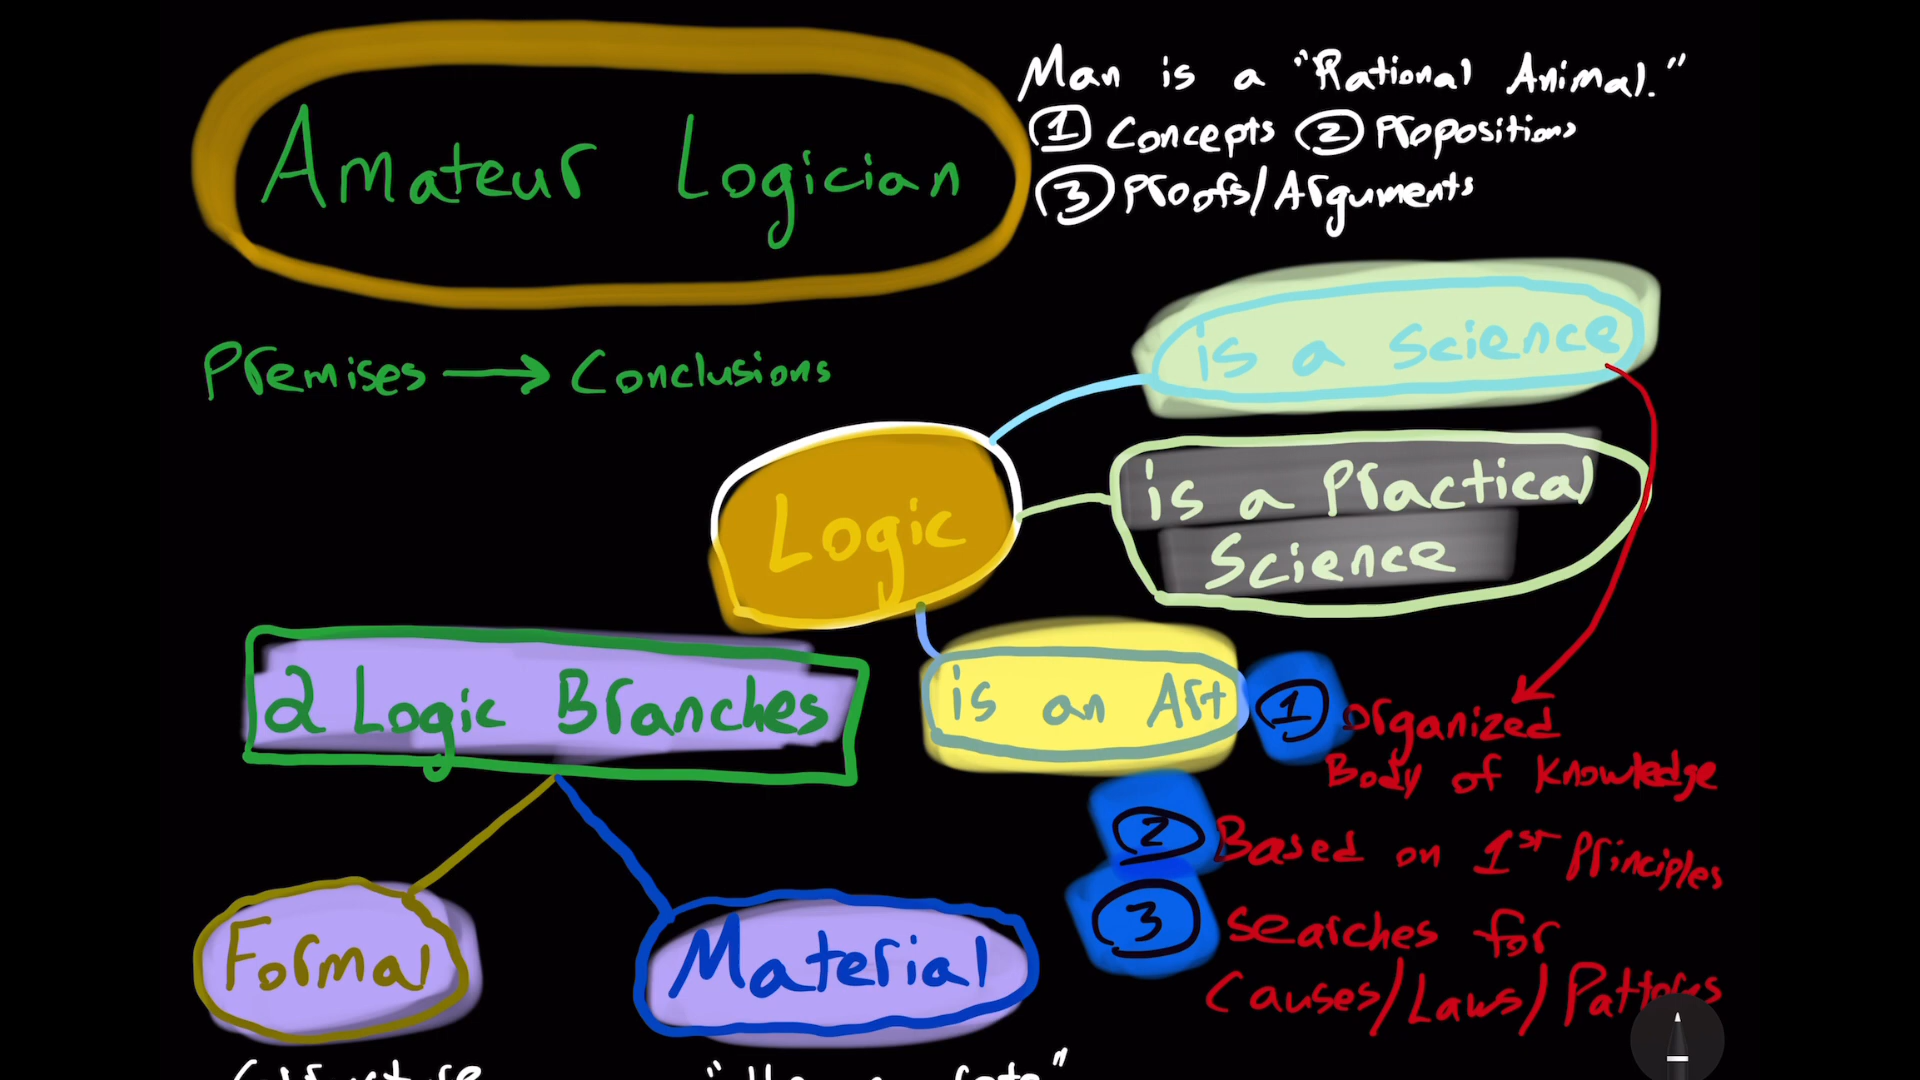 Amateur Logician
Man is a "Rational Animal."
① Concepts ② Propositions
③ Proofs/Arguments
Premises → Conclusions
is a science
Logic
is a Practical
Science
2 Logic Branches
is an Art
① organized
Body of Knowledge
② Based on 1st Principles
③ searches for
Causes/Laws/Patterns
Formal
Material